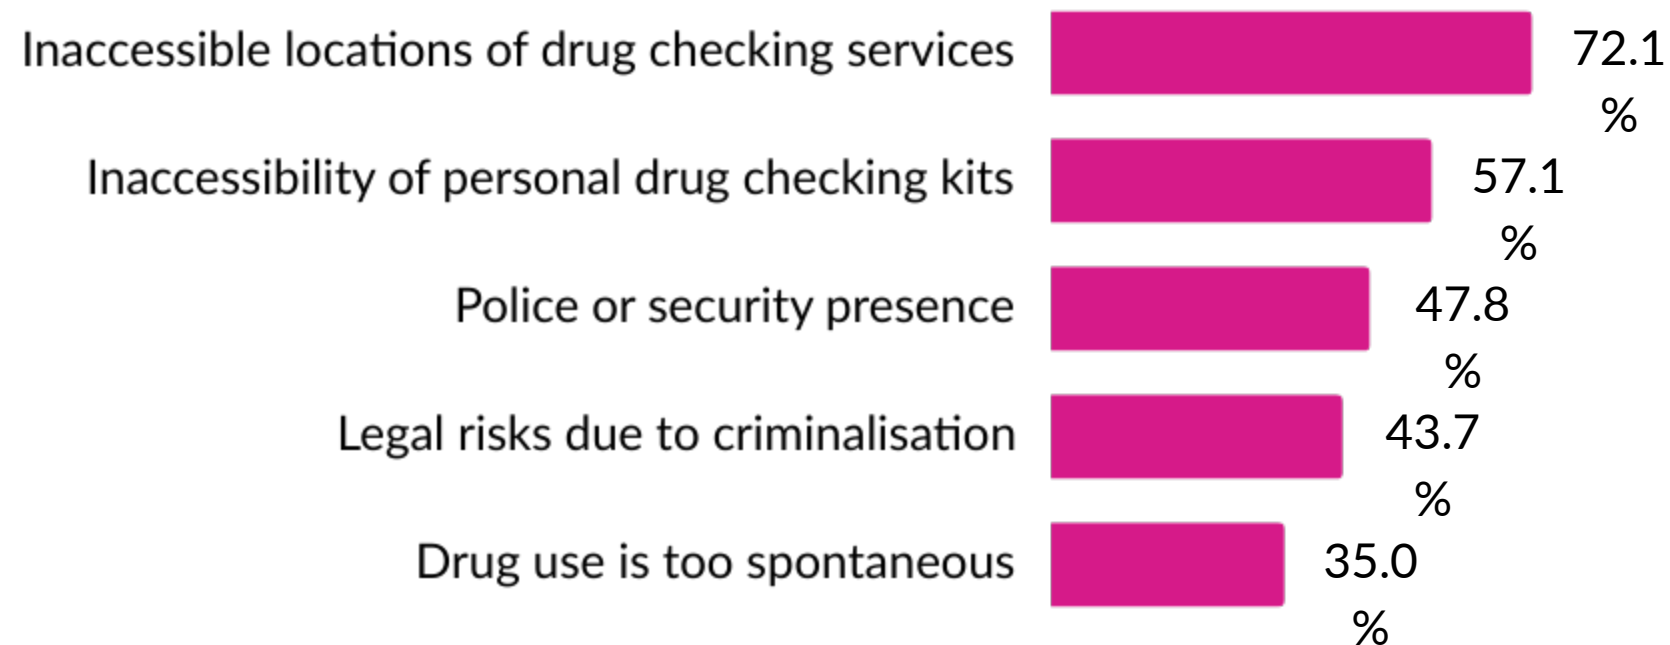 Inaccessible locations of drug checking services 72.1
%
Inaccessibility of personal drug checking kits 57.1
%
Police or security presence 47.8
%
Legal risks due to criminalisation 43.7
%
Drug use is too spontaneous 35.0
%